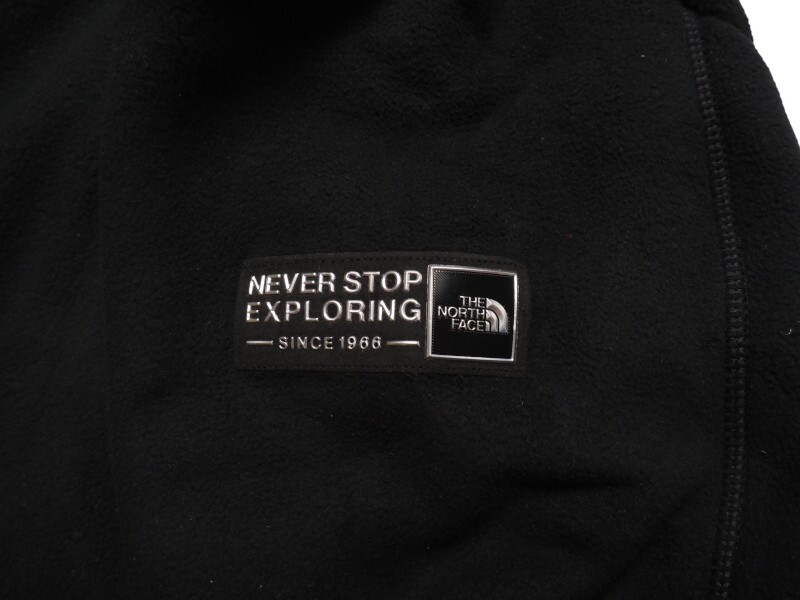 NEVER STOP
EXPLORING
SINCE 1966
THE
NORTH
FACE